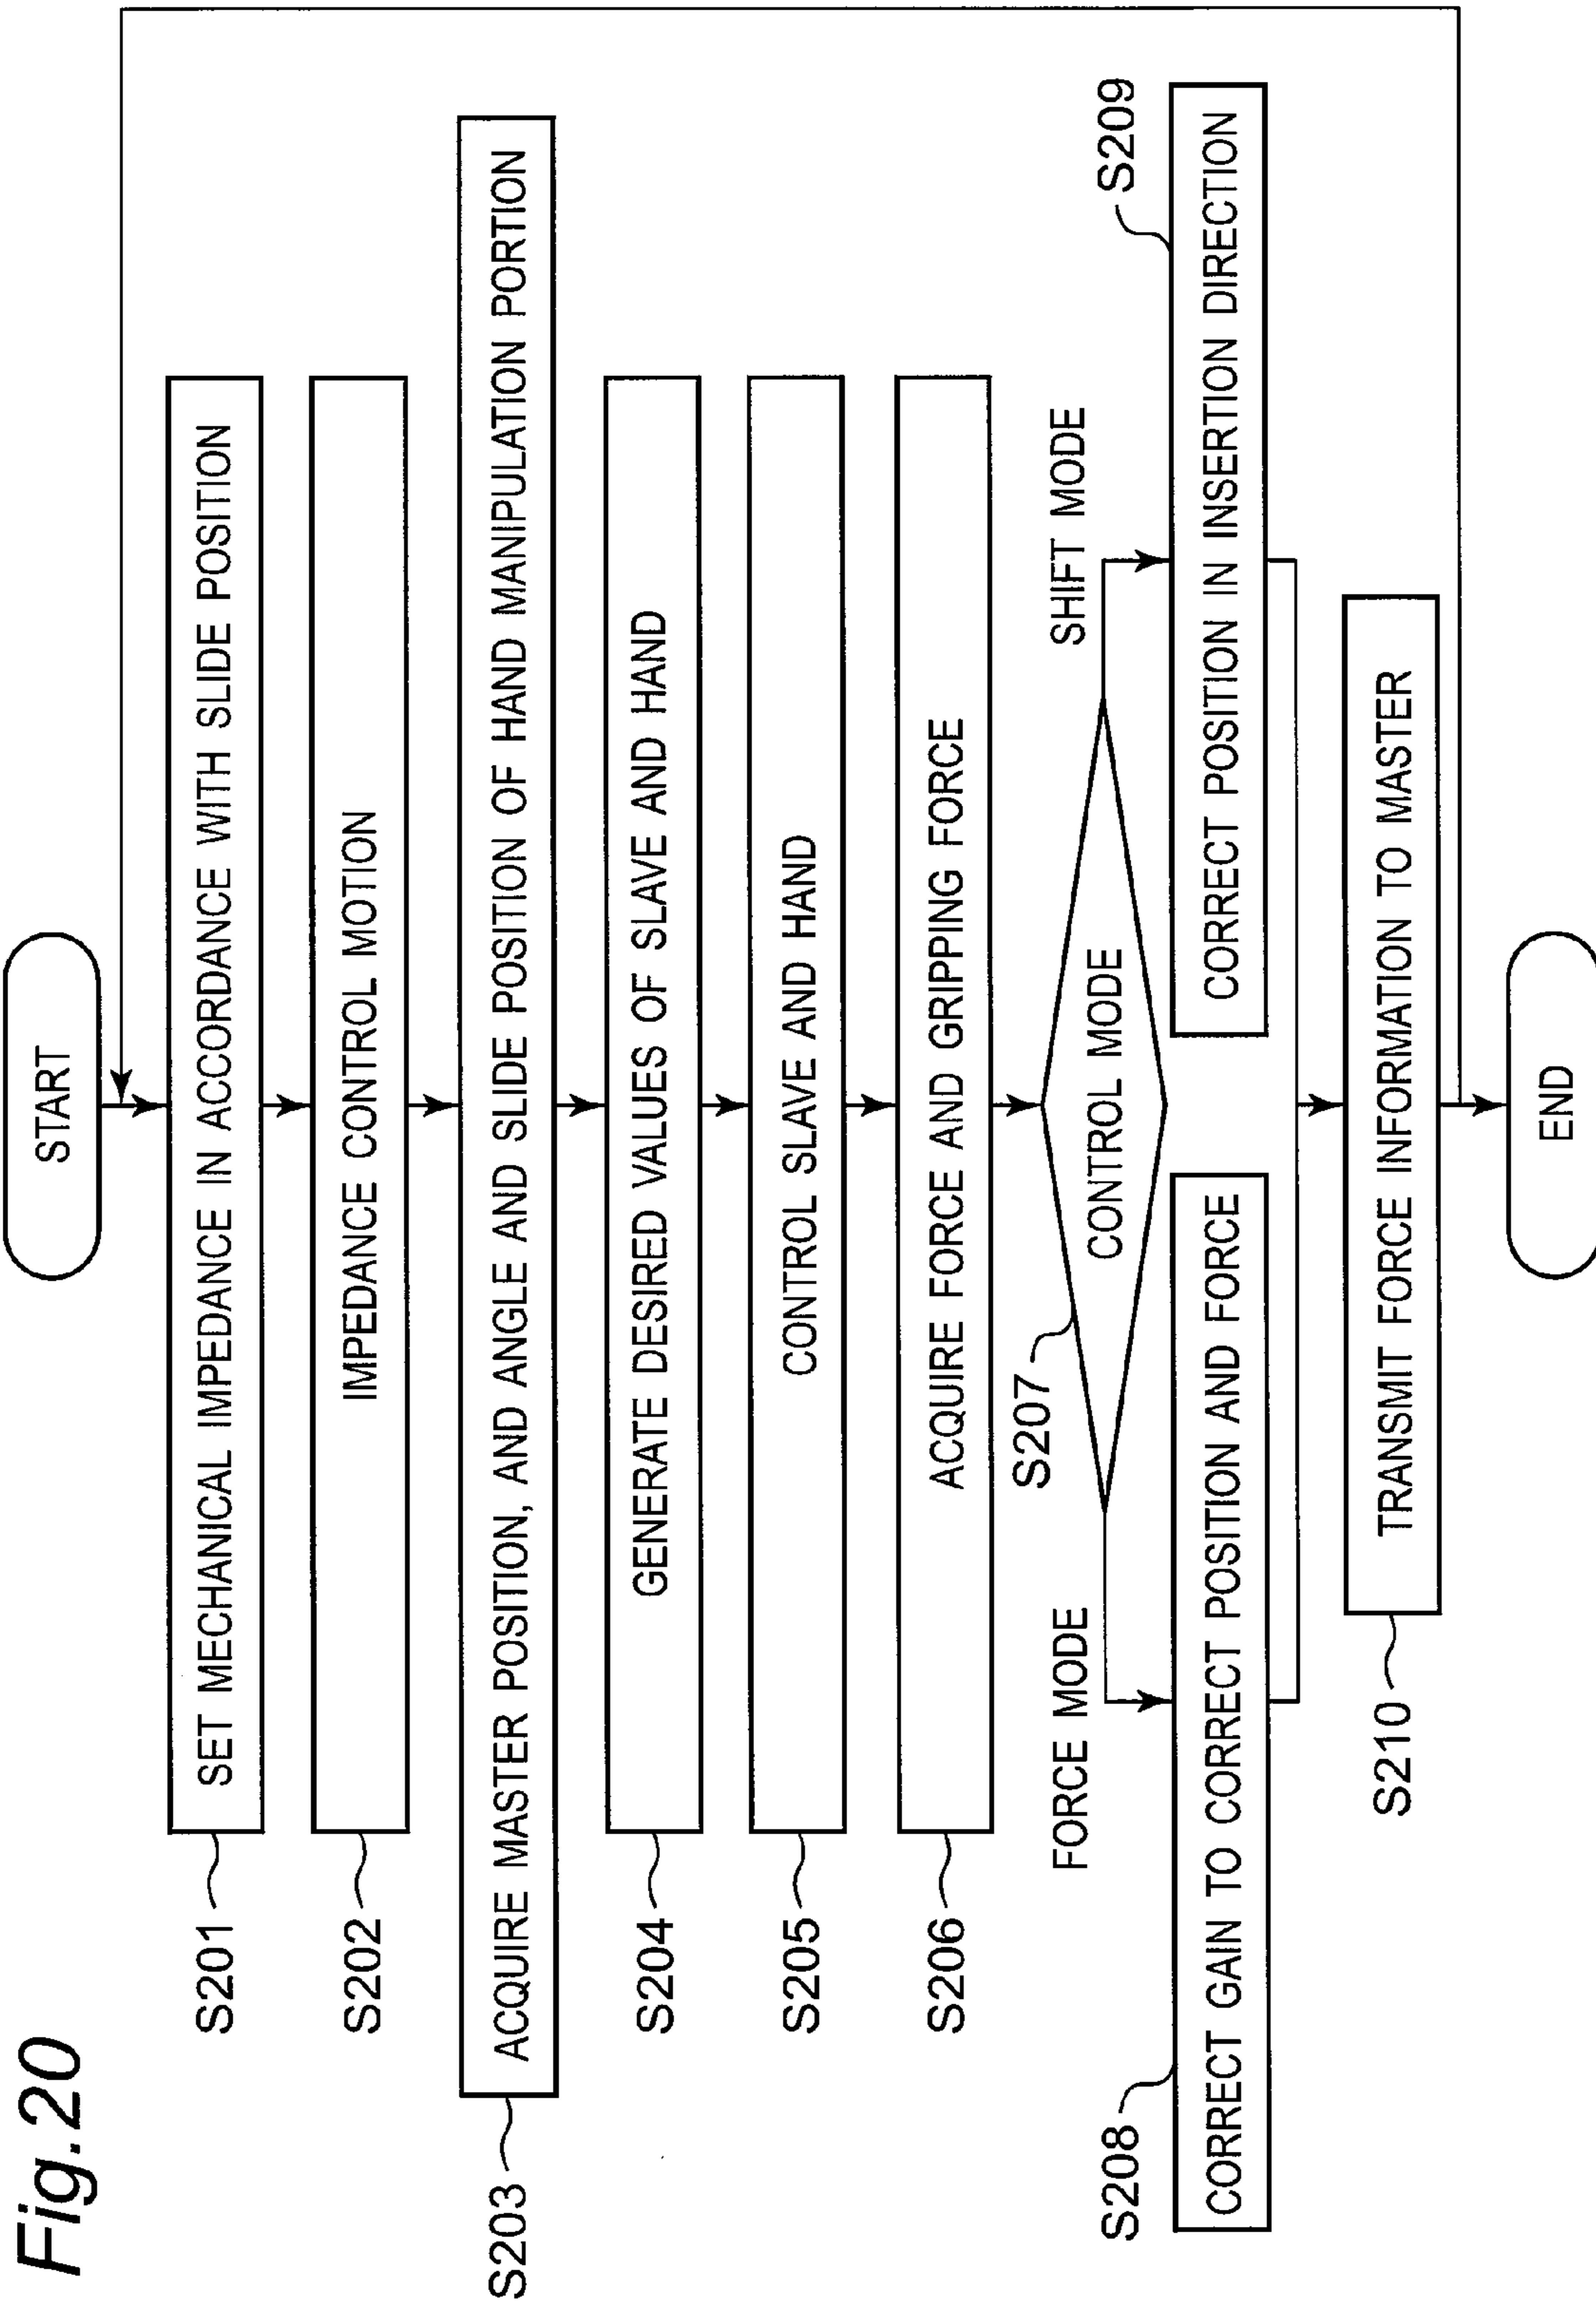 Fig.20
START
S201
SET MECHANICAL IMPEDANCE IN ACCORDANCE WITH SLIDE POSITION
S202
IMPEDANCE CONTROL MOTION
S203
ACQUIRE MASTER POSITION, AND ANGLE AND SLIDE POSITION OF HAND MANIPULATION PORTION
S204
GENERATE DESIRED VALUES OF SLAVE AND HAND
S205
CONTROL SLAVE AND HAND
S206
ACQUIRE FORCE AND GRIPPING FORCE
S207
CONTROL MODE
FORCE MODE
SHIFT MODE
S208
CORRECT GAIN TO CORRECT POSITION AND FORCE
S209
CORRECT POSITION IN INSERTION DIRECTION
S210
TRANSMIT FORCE INFORMATION TO MASTER
END